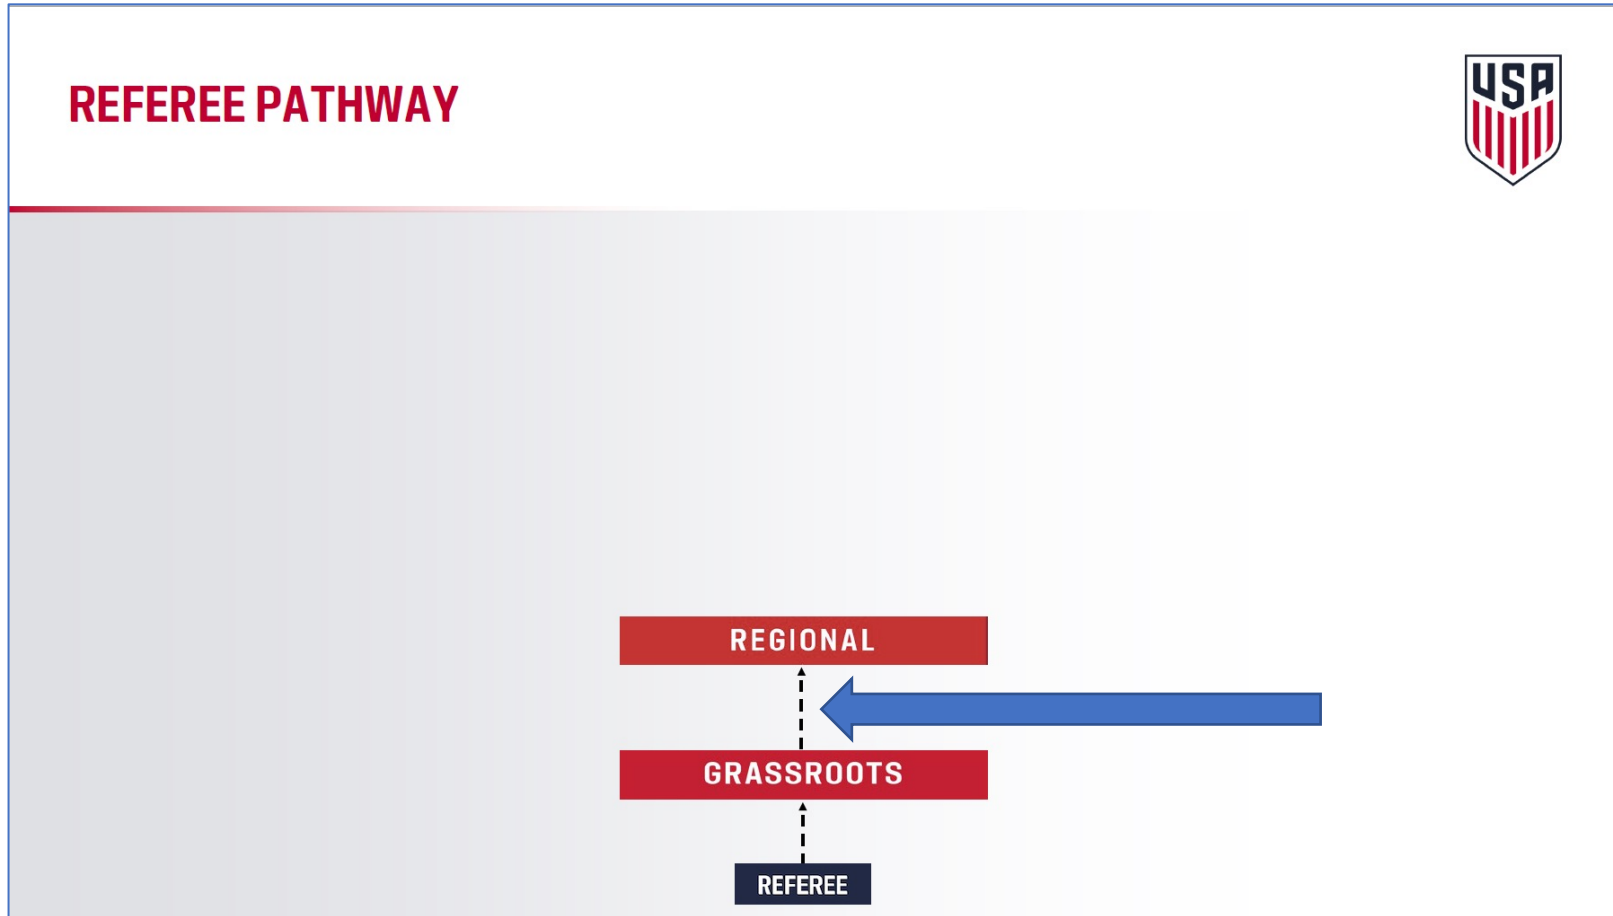 REFEREE PATHWAY
USA
REGIONAL
GRASSROOTS
REFEREE